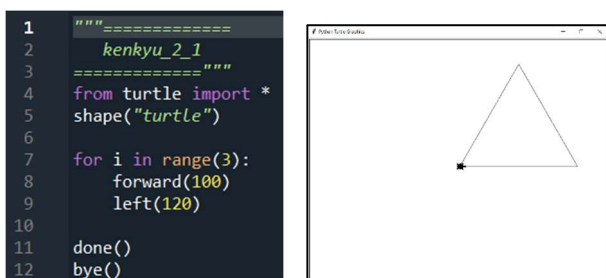 1 """=============
2 kenkyu_2_1
3 ============="""
4 from turtle import *
5 shape("turtle")
6
7 for i in range(3):
8 forward(100)
9 left(120)
10
11 done()
12 bye()
Python Turtle Graphics